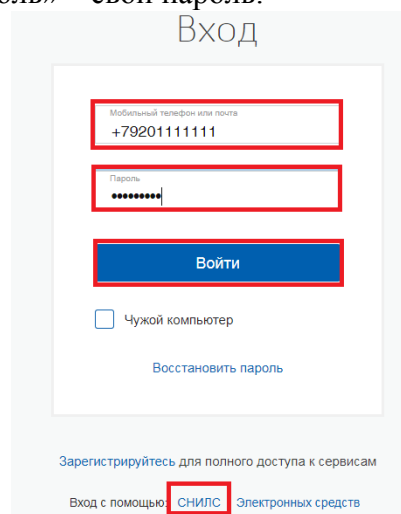 Вход
Мобильный телефон или почта
+79201111111
Пароль
•••••••••
Войти
Чужой компьютер
Восстановить пароль
Зарегистрируйтесь для полного доступа к сервисам
Вход с помощью: СНИЛС Электронных средств